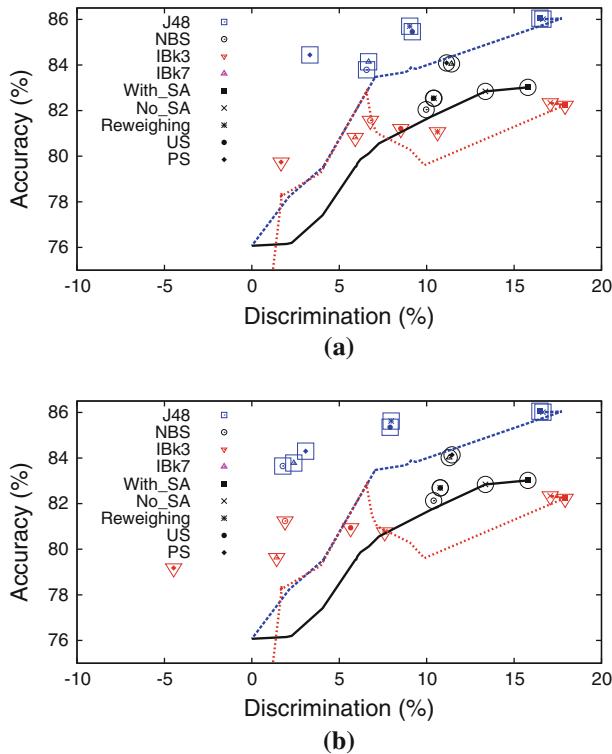 86
84
82
80
78
76
Accuracy (%)
J48
NBS
IBk3
IBk7
With_SA
No_SA
Reweighing
US
PS
-10 -5 0 5 10 15 20
Discrimination (%)
(a)
86
84
82
80
78
76
Accuracy (%)
J48
NBS
IBk3
IBk7
With_SA
No_SA
Reweighing
US
PS
-10 -5 0 5 10 15 20
Discrimination (%)
(b)